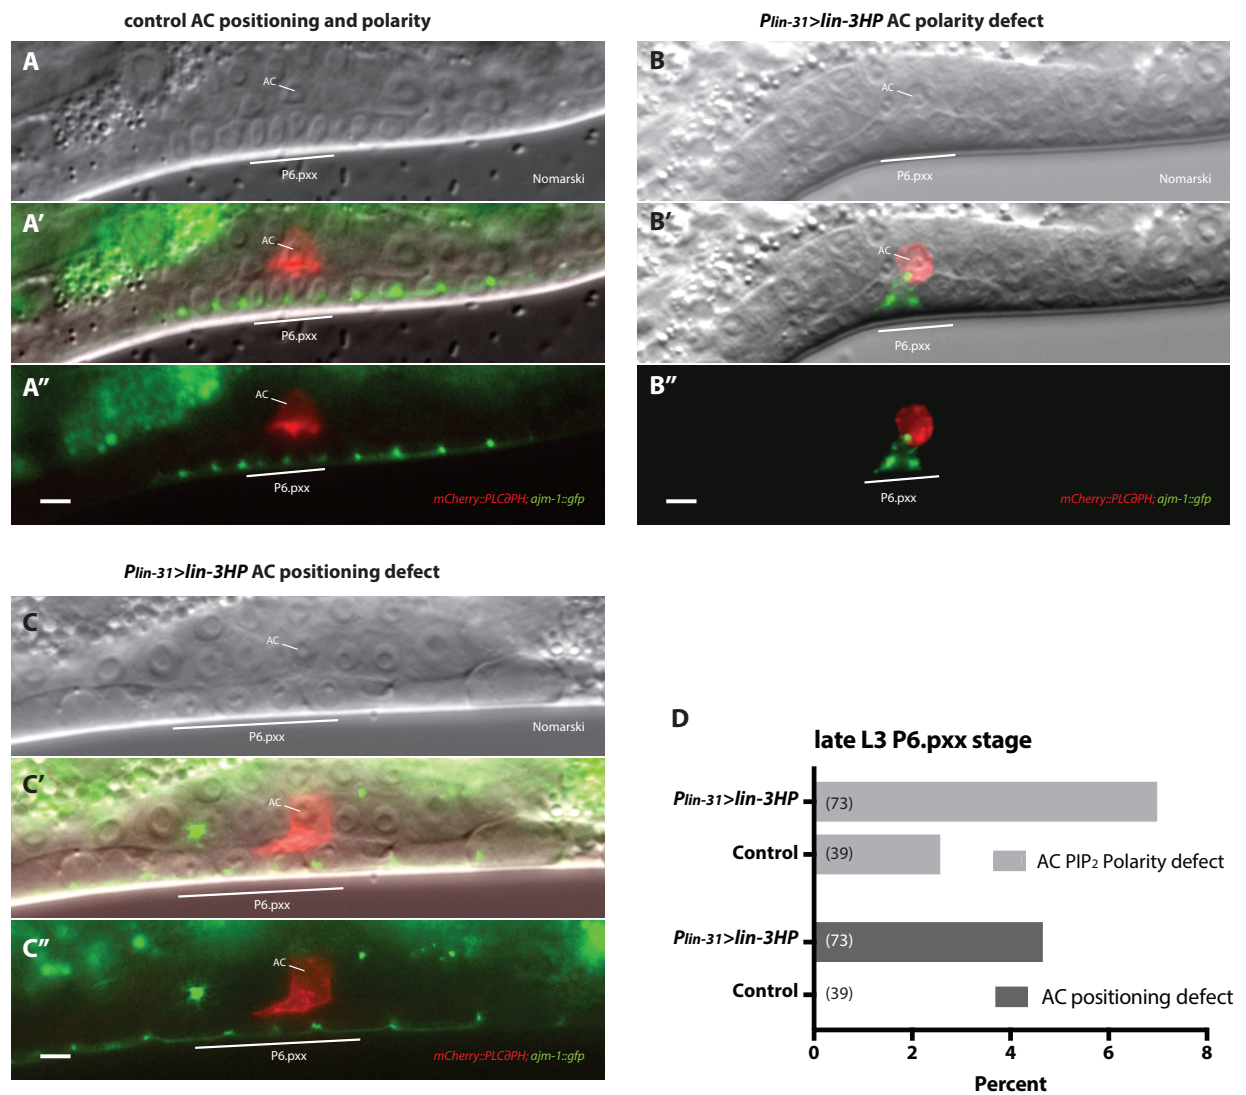 control AC positioning and polarity
A
AC
P6.pxx
Nomarski
A′
AC
P6.pxx
A″
AC
P6.pxx
mCherry::PLC∂PH; ajm-1::gfp
Plin-31>lin-3HP AC polarity defect
B
AC
P6.pxx
Nomarski
B′
AC
P6.pxx
B″
P6.pxx
mCherry::PLC∂PH; ajm-1::gfp
Plin-31>lin-3HP AC positioning defect
C
AC
P6.pxx
Nomarski
C′
AC
P6.pxx
C″
AC
P6.pxx
mCherry::PLC∂PH; ajm-1::gfp
D
late L3 P6.pxx stage
Plin-31>lin-3HP (73)
Control (39)
AC PIP2 Polarity defect
Plin-31>lin-3HP (73)
Control (39)
AC positioning defect
0 2 4 6 8
Percent